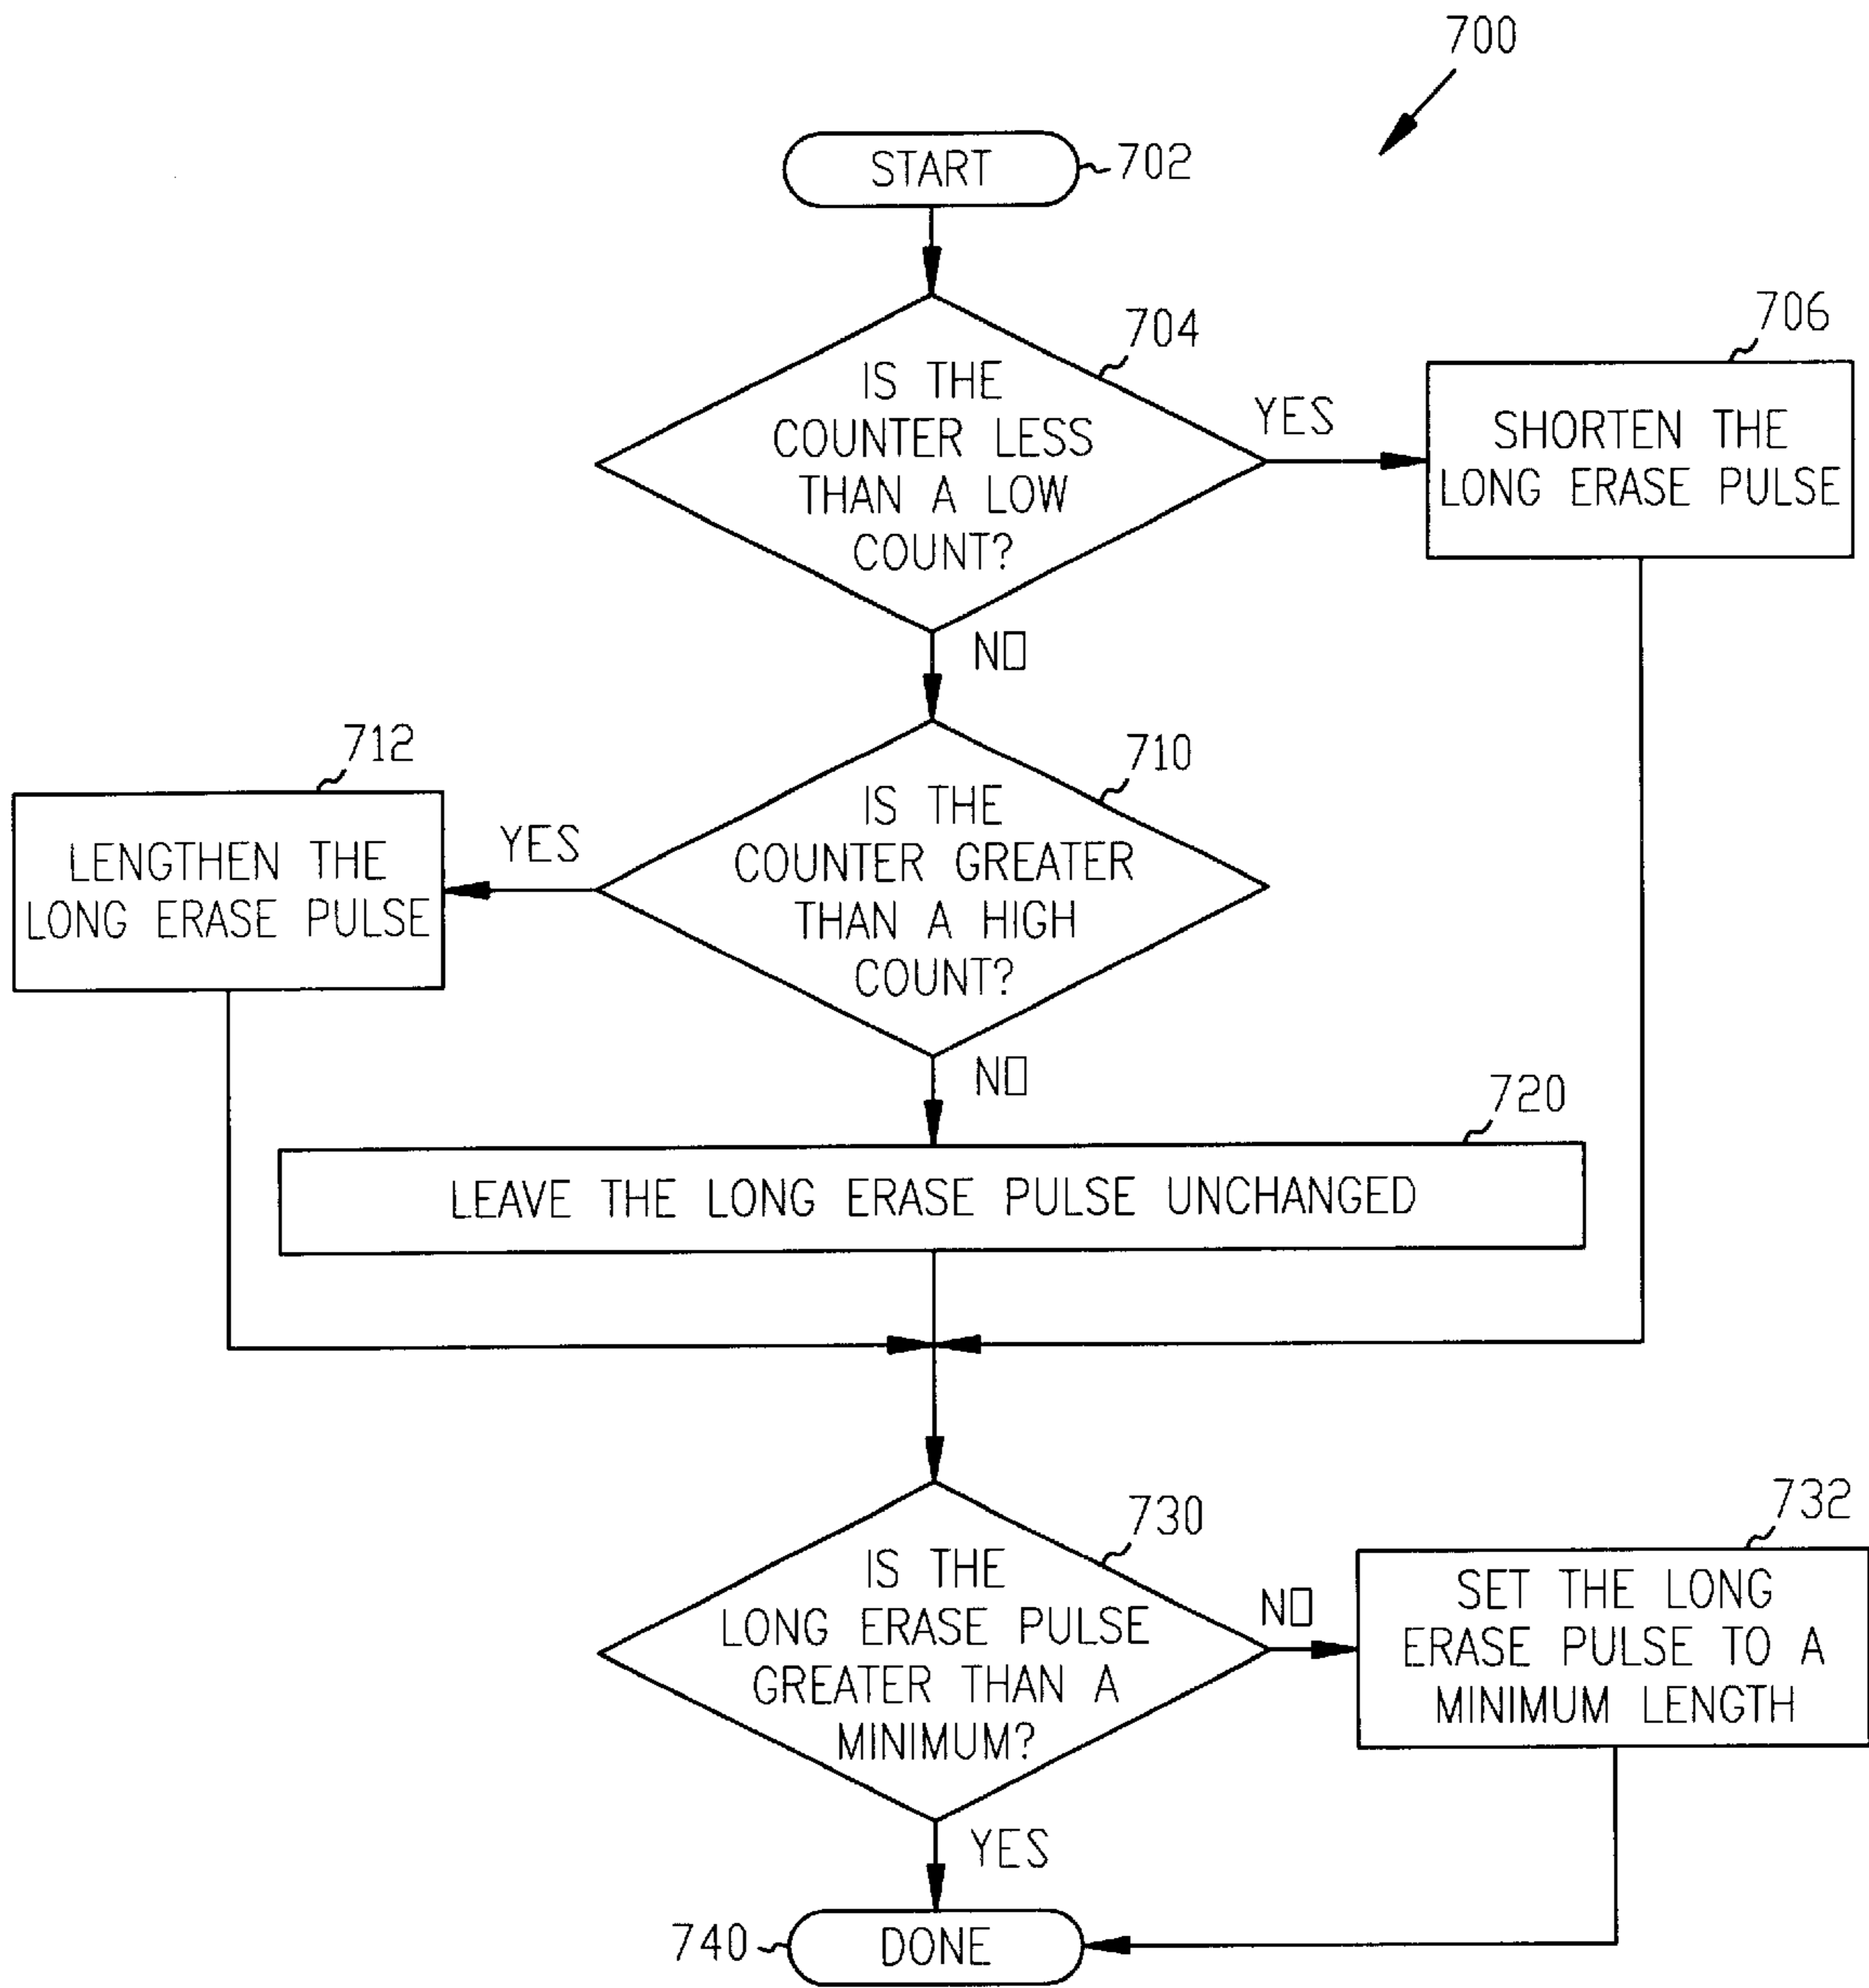 700
START
702
704
IS THE
COUNTER LESS
THAN A LOW
COUNT?
YES
706
SHORTEN THE
LONG ERASE PULSE
NO
712
LENGTHEN THE
LONG ERASE PULSE
YES
710
IS THE
COUNTER GREATER
THAN A HIGH
COUNT?
NO
720
LEAVE THE LONG ERASE PULSE UNCHANGED
730
IS THE
LONG ERASE PULSE
GREATER THAN A
MINIMUM?
NO
732
SET THE LONG
ERASE PULSE TO A
MINIMUM LENGTH
YES
740
DONE